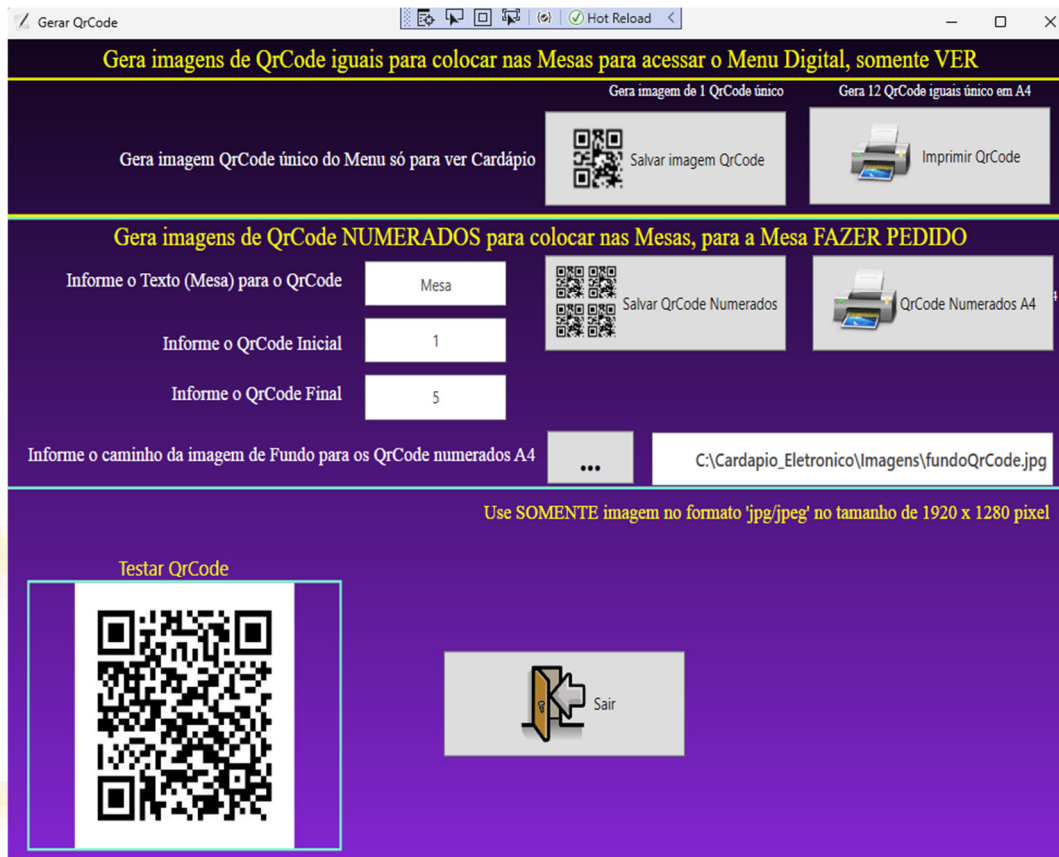 Gerar QrCode
Hot Reload
Gera imagens de QrCode iguais para colocar nas Mesas para acessar o Menu Digital, somente VER
Gera imagem de 1 QrCode único
Gera 12 QrCode iguais único em A4
Gera imagem QrCode único do Menu só para ver Cardápio
Salvar imagem QrCode
Imprimir QrCode
Gera imagens de QrCode NUMERADOS para colocar nas Mesas, para a Mesa FAZER PEDIDO
Informe o Texto (Mesa) para o QrCode
Mesa
Salvar QrCode Numerados
QrCode Numerados A4
4
Informe o QrCode Inicial
1
Informe o QrCode Final
5
Informe o caminho da imagem de Fundo para os QrCode numerados A4
...
C:\Cardapio_Eletronico\Imagens\fundoQrCode.jpg
Use SOMENTE imagem no formato 'jpg/jpeg' no tamanho de 1920 x 1280 pixel
Testar QrCode
Sair